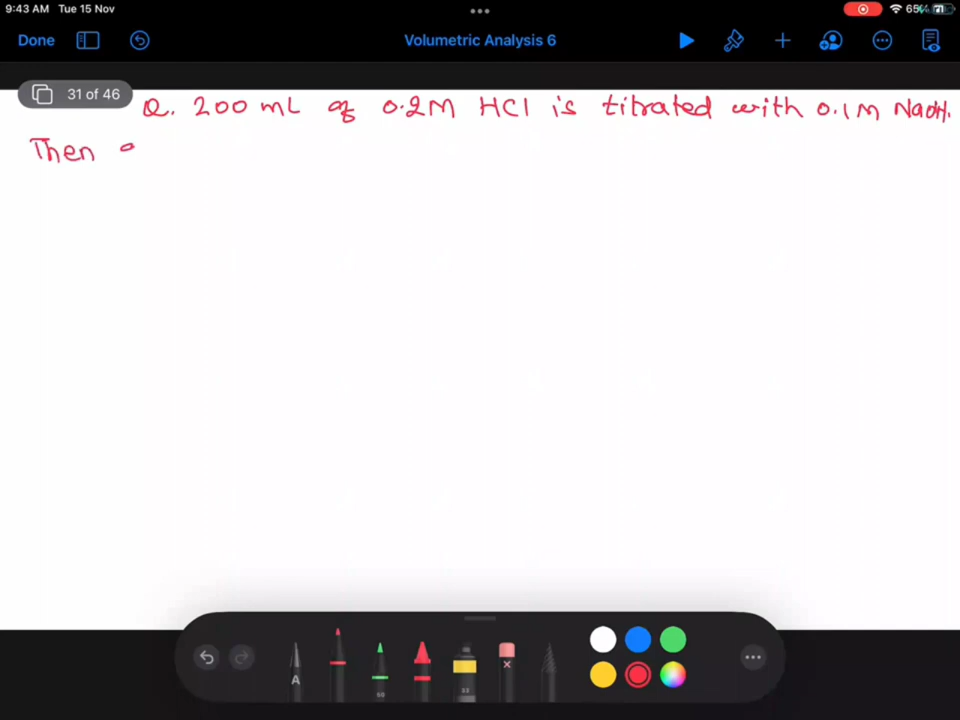 9:43 AM Tue 15 Nov
Done
Volumetric Analysis 6
31 of 46
Q. 200 mL of 0.2M HCl is titrated with 0.1M NaOH.
Then
A